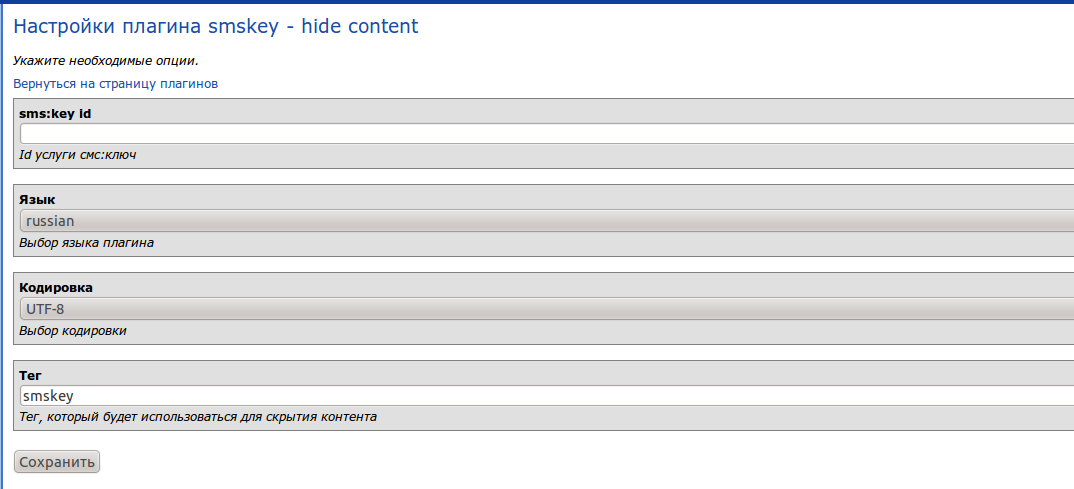 Настройки плагина smskey - hide content
Укажите необходимые опции.
Вернуться на страницу плагинов
sms:key id
Id услуги смс:ключ
Язык
russian
Выбор языка плагина
Кодировка
UTF-8
Выбор кодировки
Тег
smskey
Тег, который будет использоваться для скрытия контента
Сохранить